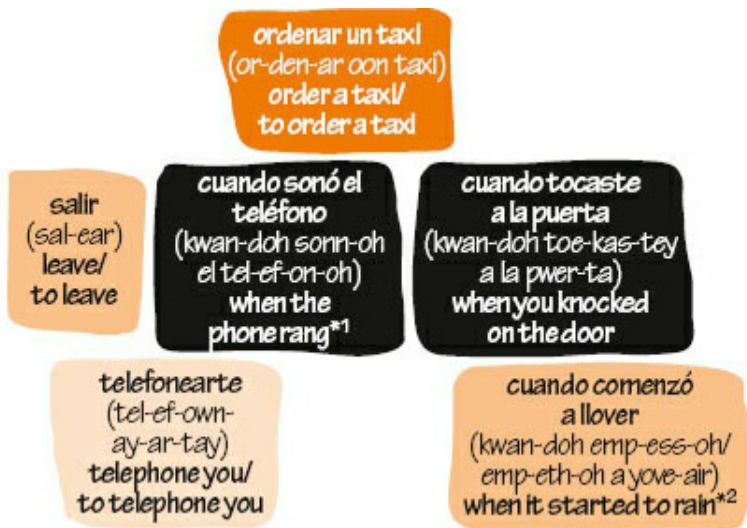 ordenar un taxi
(or-den-ar oon taxi)
order a taxi/
to order a taxi
salir
(sal-ear)
leave/
to leave
cuando sonó el
teléfono
(kwan-doh sonn-oh
el tel-ef-on-oh)
when the
phone rang*1
cuando tocaste
a la puerta
(kwan-doh toe-kas-tey
a la pwer-ta)
when you knocked
on the door
telefonearte
(tel-ef-own-
ay-ar-tay)
telephone you/
to telephone you
cuando comenzó
a llover
(kwan-doh emp-ess-oh/
emp-eth-oh a yove-air)
when it started to rain*2